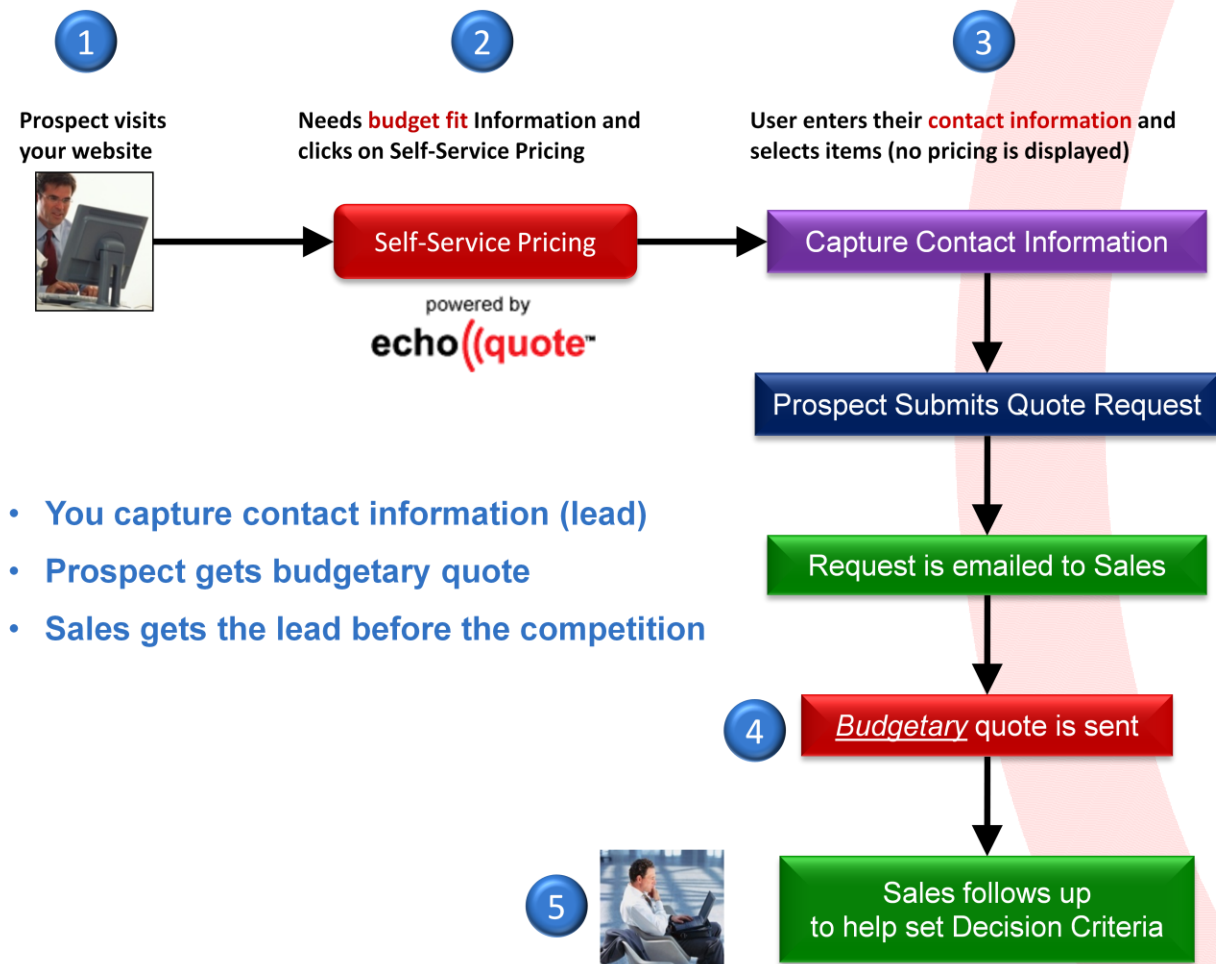 1
Prospect visits
your website
2
Needs budget fit Information and
clicks on Self-Service Pricing
Self-Service Pricing
powered by
echo((quote™
3
User enters their contact information and
selects items (no pricing is displayed)
Capture Contact Information
Prospect Submits Quote Request
Request is emailed to Sales
• You capture contact information (lead)
• Prospect gets budgetary quote
• Sales gets the lead before the competition
4
Budgetary quote is sent
5
Sales follows up
to help set Decision Criteria